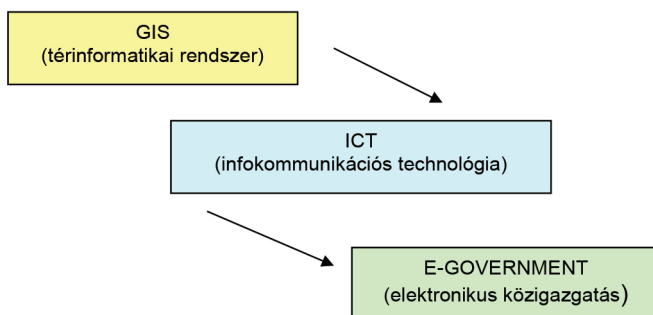 GIS
(térinformatikai rendszer)
ICT
(infokommunikációs technológia)
E-GOVERNMENT
(elektronikus közigazgatás)